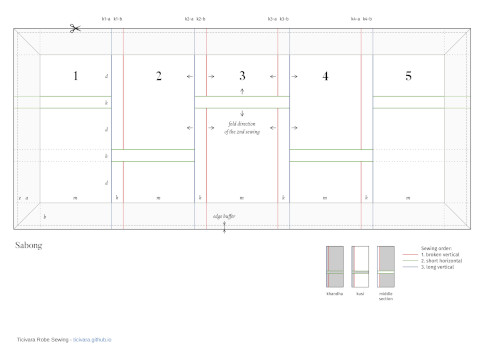 k1-a k1-b k2-a k2-b k3-a k3-b k4-a k4-b
1 2 3 4 5
d
k
fold direction
of the 2nd sewing
d
k
d
m k m k m k m k m
b
edge buffer
Sabong
Sewing order:
1. broken vertical
2. short horizontal
3. long vertical
khandha
kusi
middle
section
Ticivara Robe Sewing - ticivara.github.io